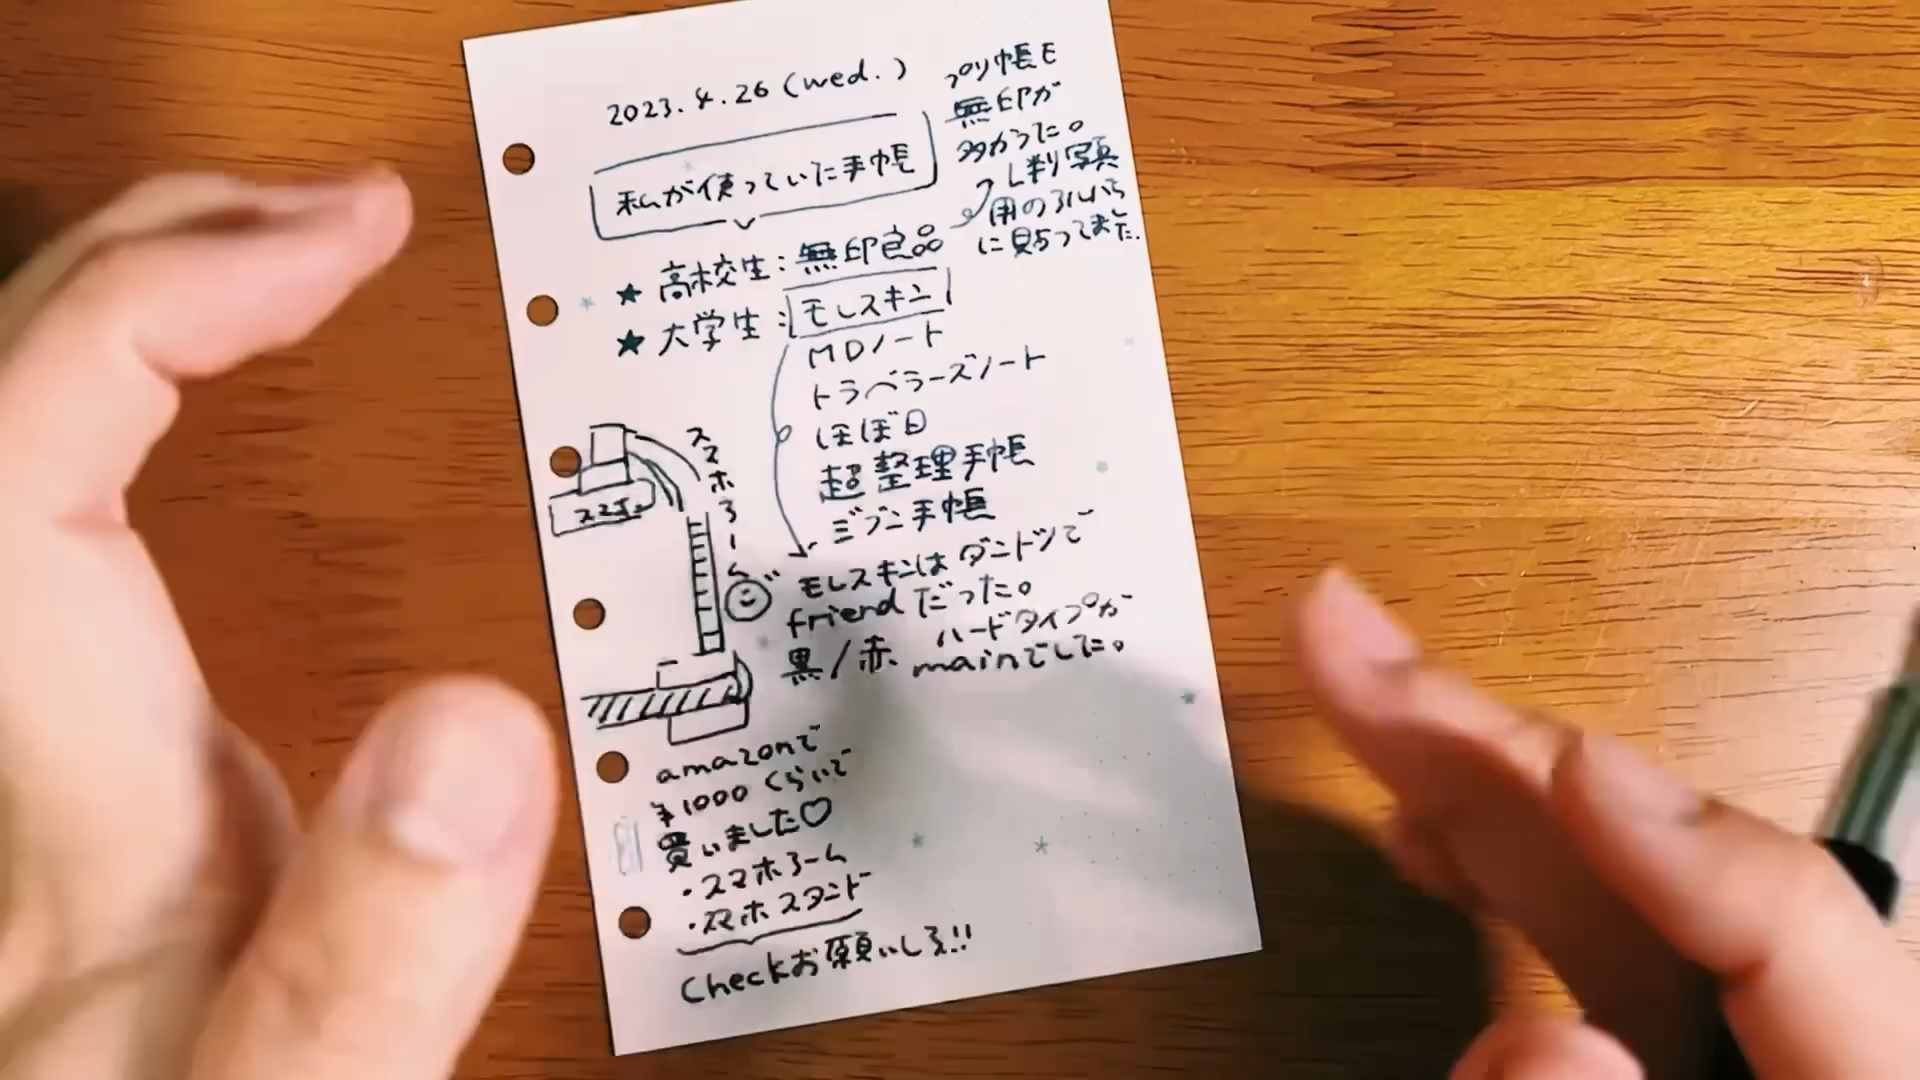 2023.4.26(wed.)
私が使っていた手帳
プリ帳も
無印が
多かった。
L判写真
用のアルバム
に貼ってました。
★ 高校生:無印良品
★ 大学生:モレスキン
MDノート
トラベラーズノート
ほぼ日
超整理手帳
ジブン手帳
モレスキンはダントツで
friendだった。
黒/赤 ハードタイプが
mainでした。
スマホアーム
スマホ
amazonで
¥1000くらいで
買いました♡
・スマホアーム
・スマホスタンド
Checkお願いしる!!